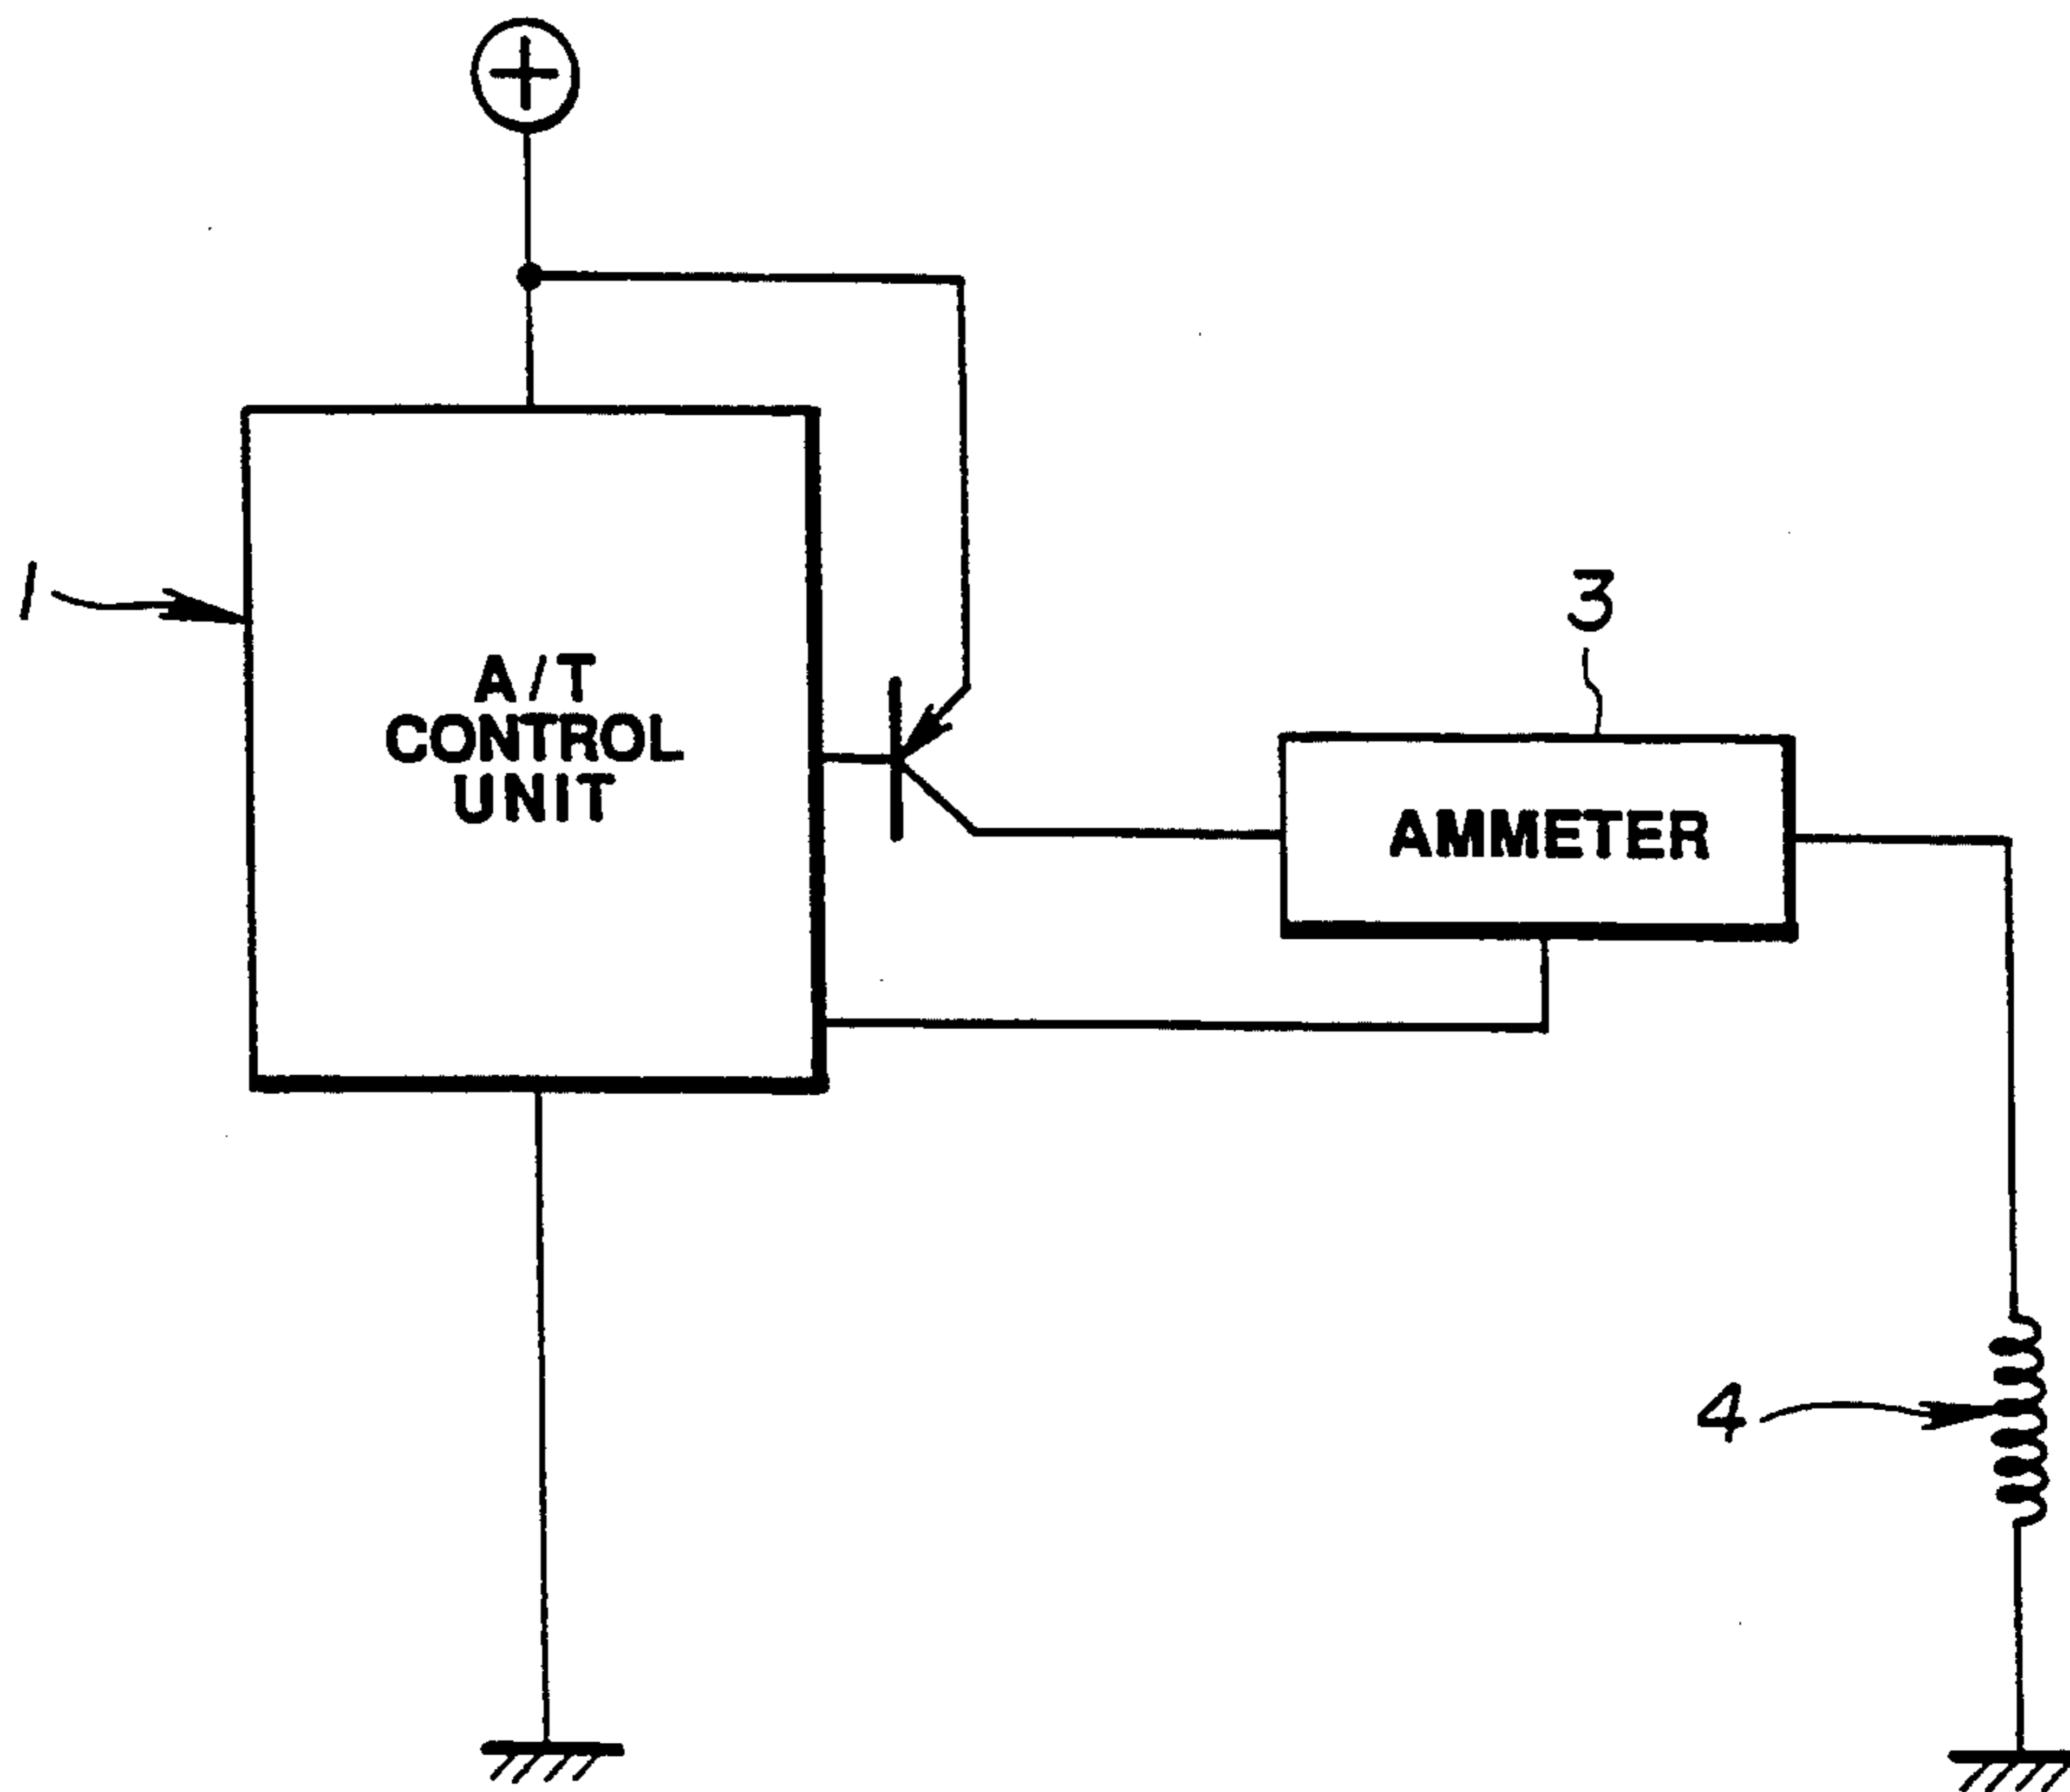 1
A/T
CONTROL
UNIT
3
AMMETER
4